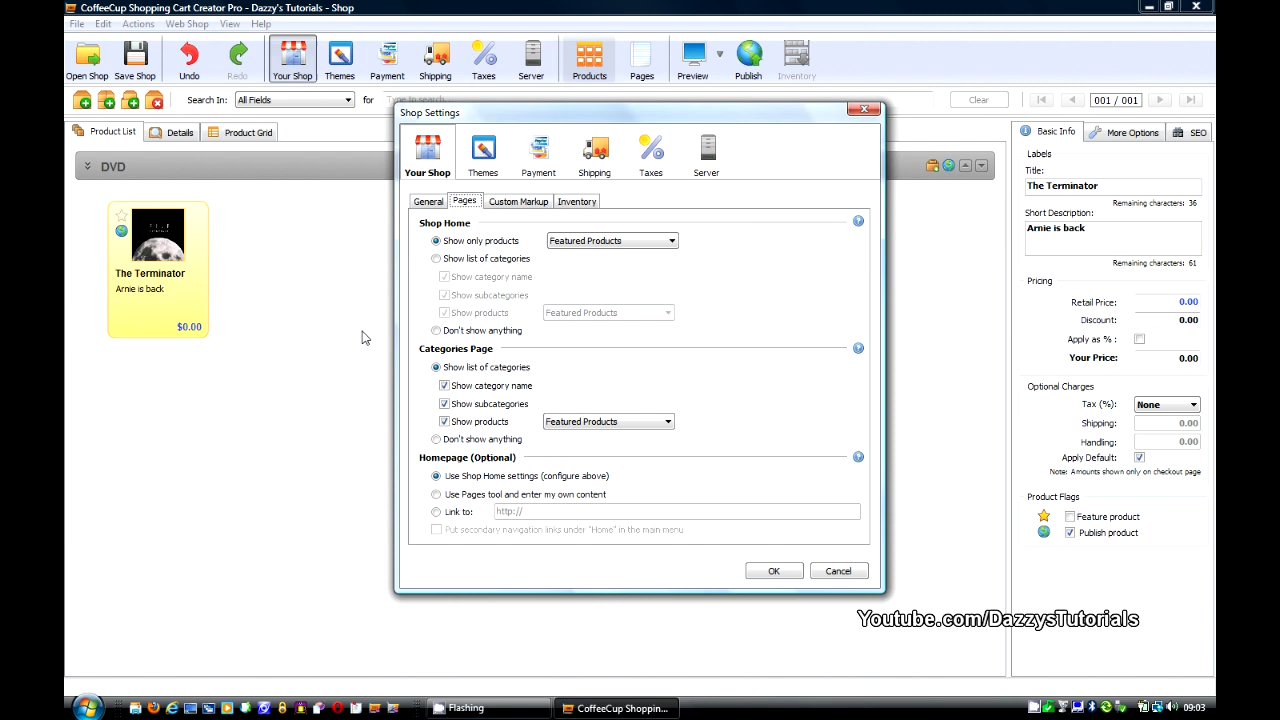 CoffeeCup Shopping Cart Creator Pro - Dazzy's Tutorials - Shop
File Edit Actions Web Shop View Help
Open Shop Save Shop Undo Redo Your Shop Themes Payment Shipping Taxes Server Products Pages Preview Publish Inventory
Search In: All Fields for Type to search Clear 001 / 001
Product List Details Product Grid
DVD
The Terminator
Arnie is back
$0.00
Shop Settings
Your Shop Themes Payment Shipping Taxes Server
General Pages Custom Markup Inventory
Shop Home
Show only products Featured Products
Show list of categories
Show category name
Show subcategories
Show products Featured Products
Don't show anything
Categories Page
Show list of categories
Show category name
Show subcategories
Show products Featured Products
Don't show anything
Homepage (Optional)
Use Shop Home settings (configure above)
Use Pages tool and enter my own content
Link to: http://
Put secondary navigation links under "Home" in the main menu
OK Cancel
Basic Info More Options SEO
Labels
Title:
The Terminator
Remaining characters: 36
Short Description:
Arnie is back
Remaining characters: 61
Pricing
Retail Price: 0.00
Discount: 0.00
Apply as % :
Your Price: 0.00
Optional Charges
Tax (%): None
Shipping: 0.00
Handling: 0.00
Apply Default:
Note: Amounts shown only on checkout page
Product Flags
Feature product
Publish product
Youtube.com/DazzysTutorials
Flashing CoffeeCup Shoppin... 09:03